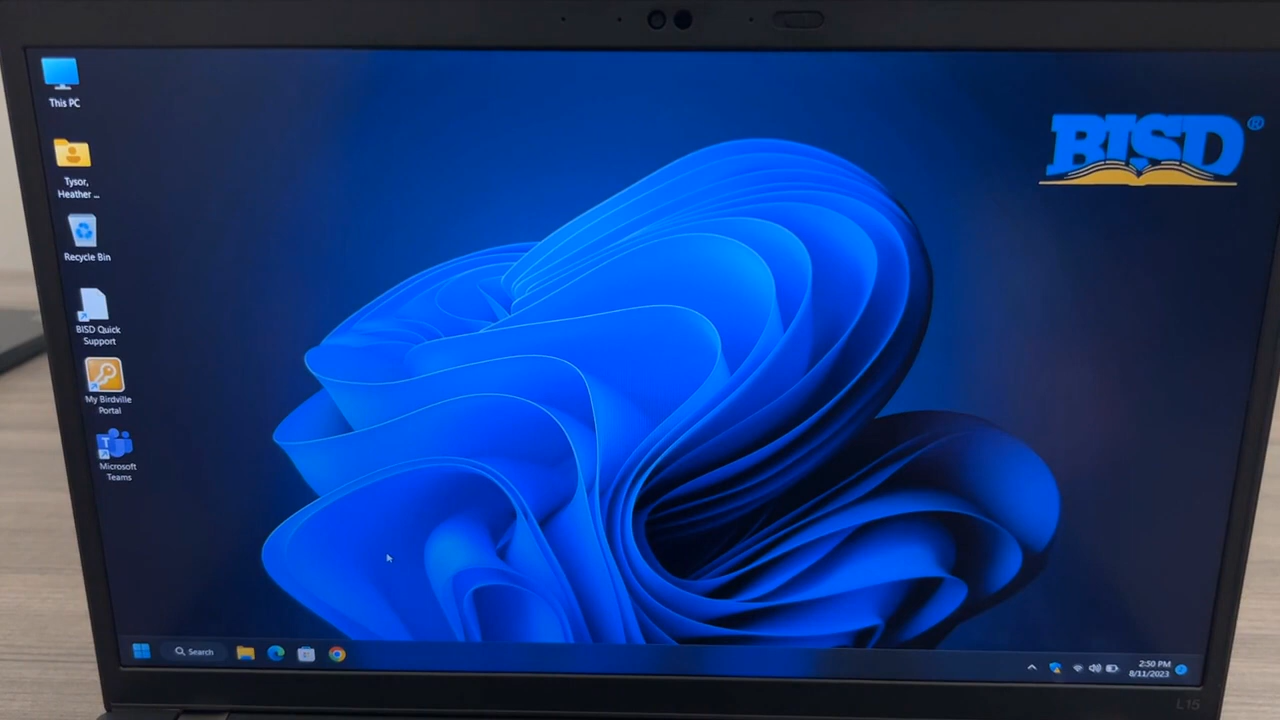 This PC
BISD®
Tysor,
Heather ...
Recycle Bin
BISD Quick
Support
My Birdville
Portal
T
Microsoft
Teams
Search
2:50 PM
8/11/2023
L15